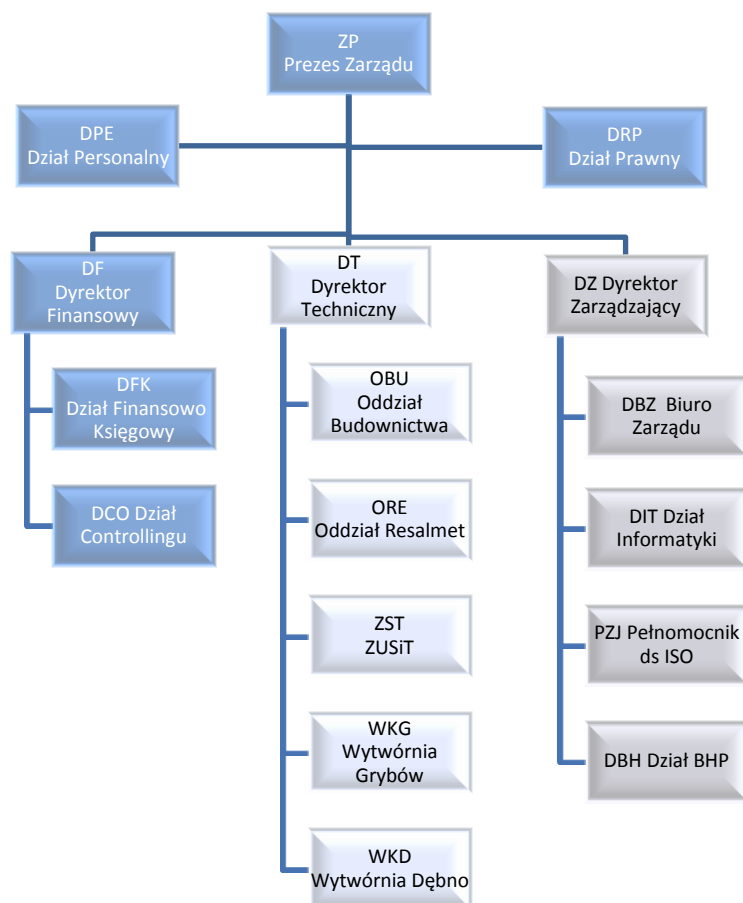 ZP
Prezes Zarządu
DPE
Dział Personalny
DRP
Dział Prawny
DF
Dyrektor
Finansowy
DT
Dyrektor
Techniczny
DZ Dyrektor
Zarządzający
DFK
Dział Finansowo
Księgowy
DCO Dział
Controllingu
OBU
Oddział
Budownictwa
ORE
Oddział Resalmet
ZST
ZUSiT
WKG
Wytwórnia
Grybów
WKD
Wytwórnia Dębno
DBZ  Biuro
Zarządu
DIT Dział
Informatyki
PZJ Pełnomocnik
ds ISO
DBH Dział BHP